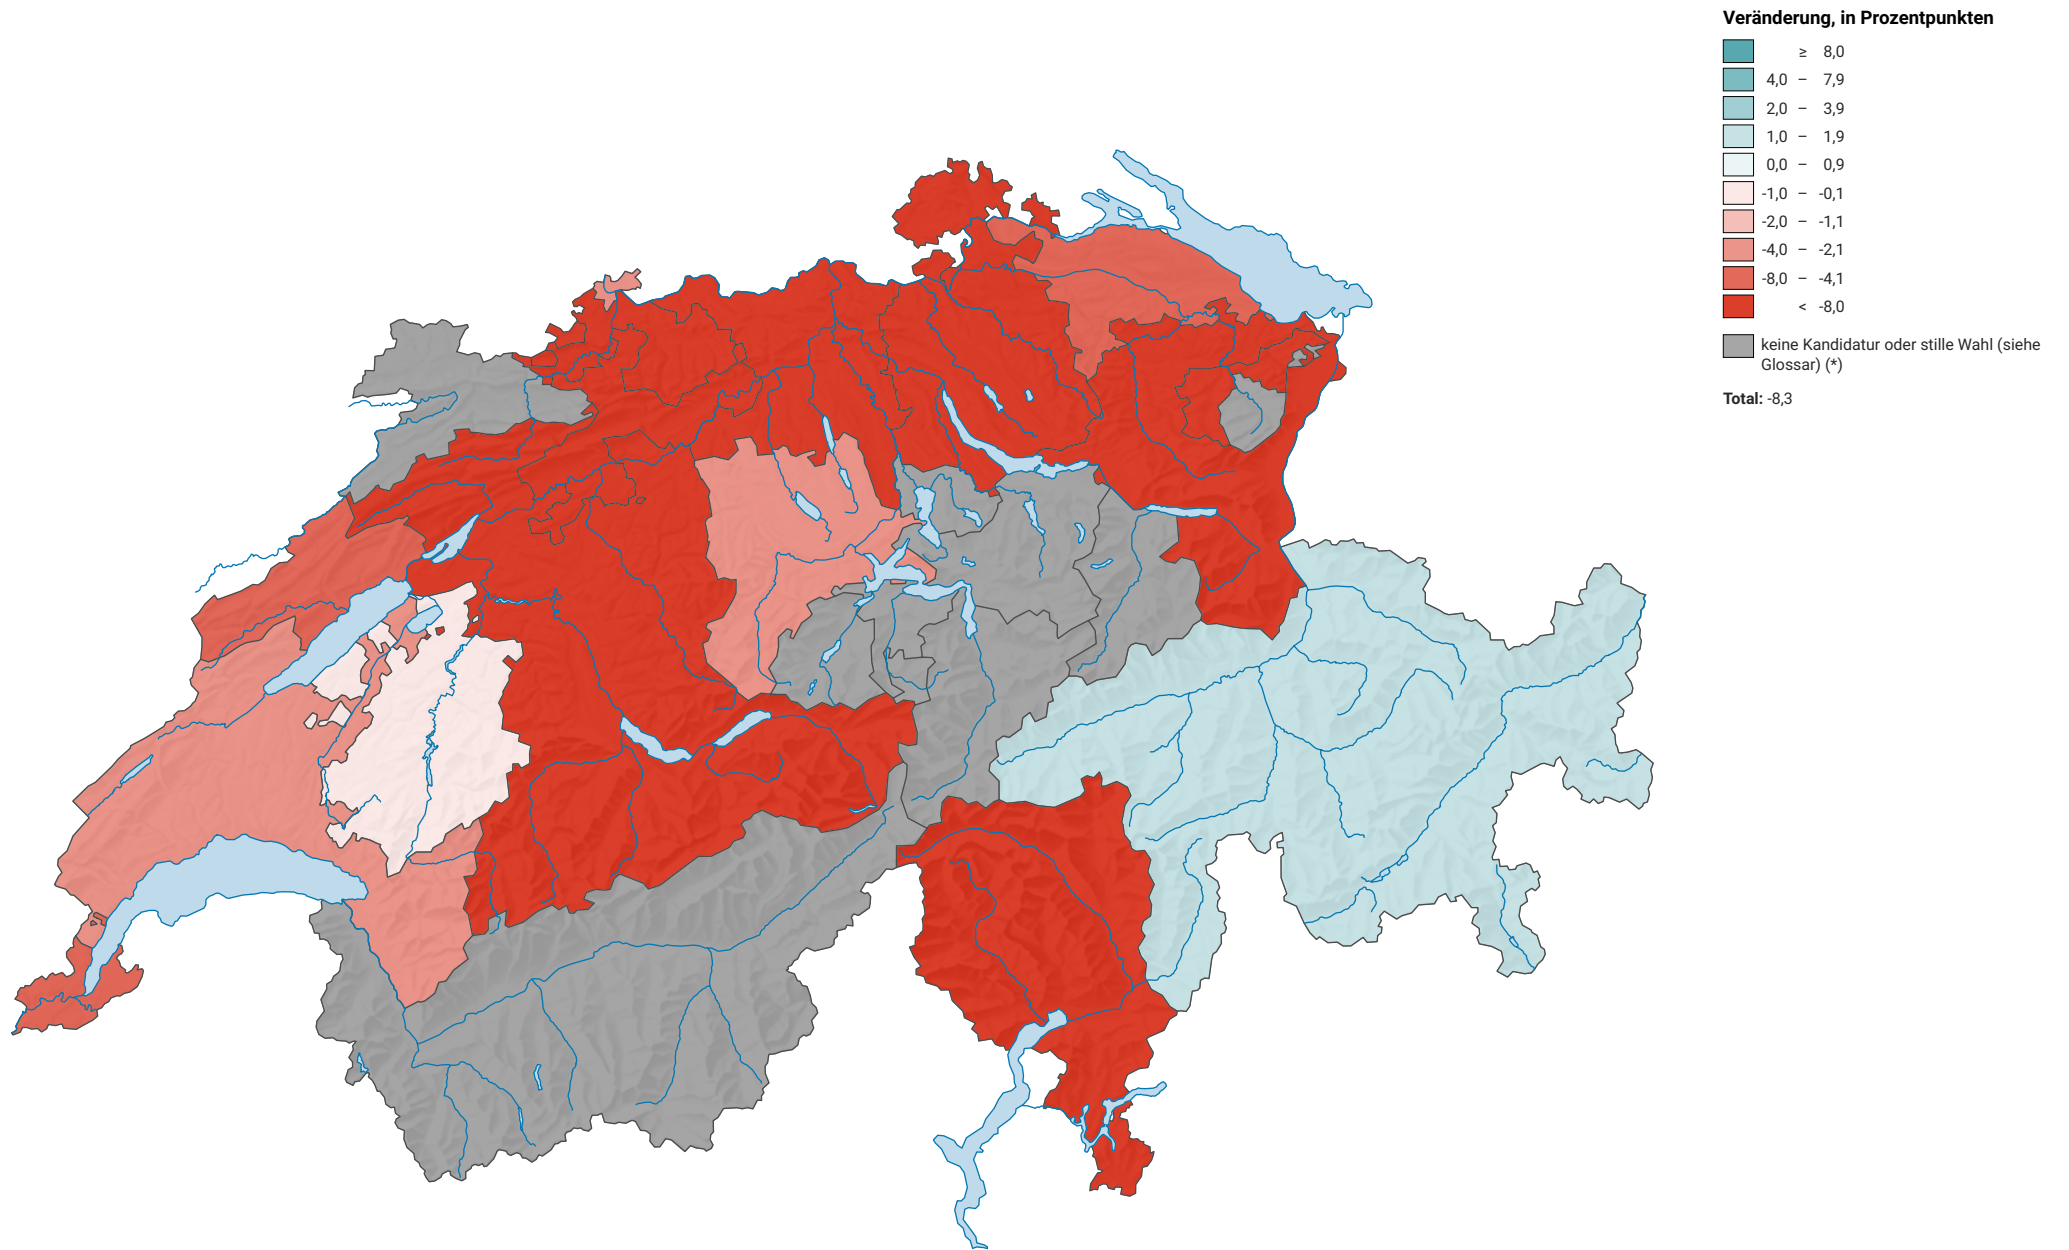 Veränderung, in Prozentpunkten
≥ 8,0
4,0 – 7,9
2,0 – 3,9
1,0 – 1,9
0,0 – 0,9
-1,0 – -0,1
-2,0 – -1,1
-4,0 – -2,1
-8,0 – -4,1
< -8,0
keine Kandidatur oder stille Wahl (siehe
Glossar) (*)
Total: -8,3